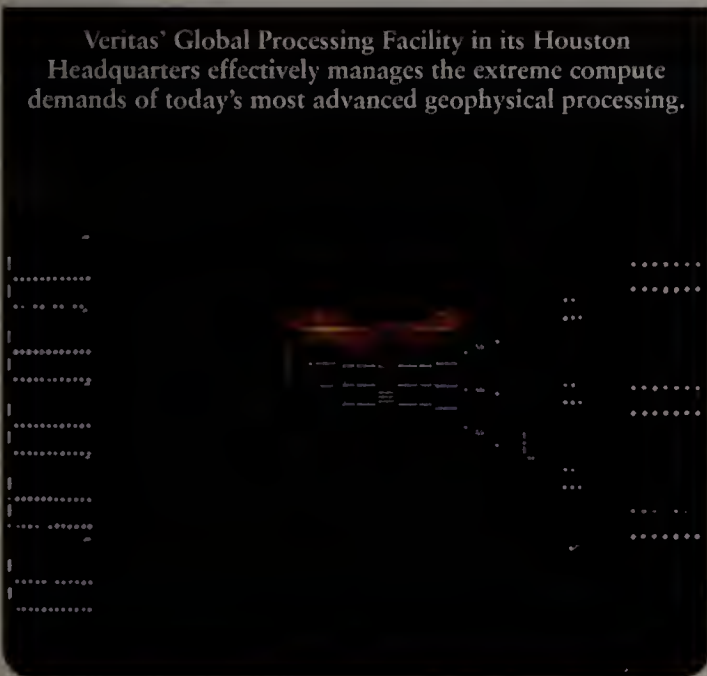 Veritas' Global Processing Facility in its Houston
Headquarters effectively manages the extreme compute
demands of today's most advanced geophysical processing.